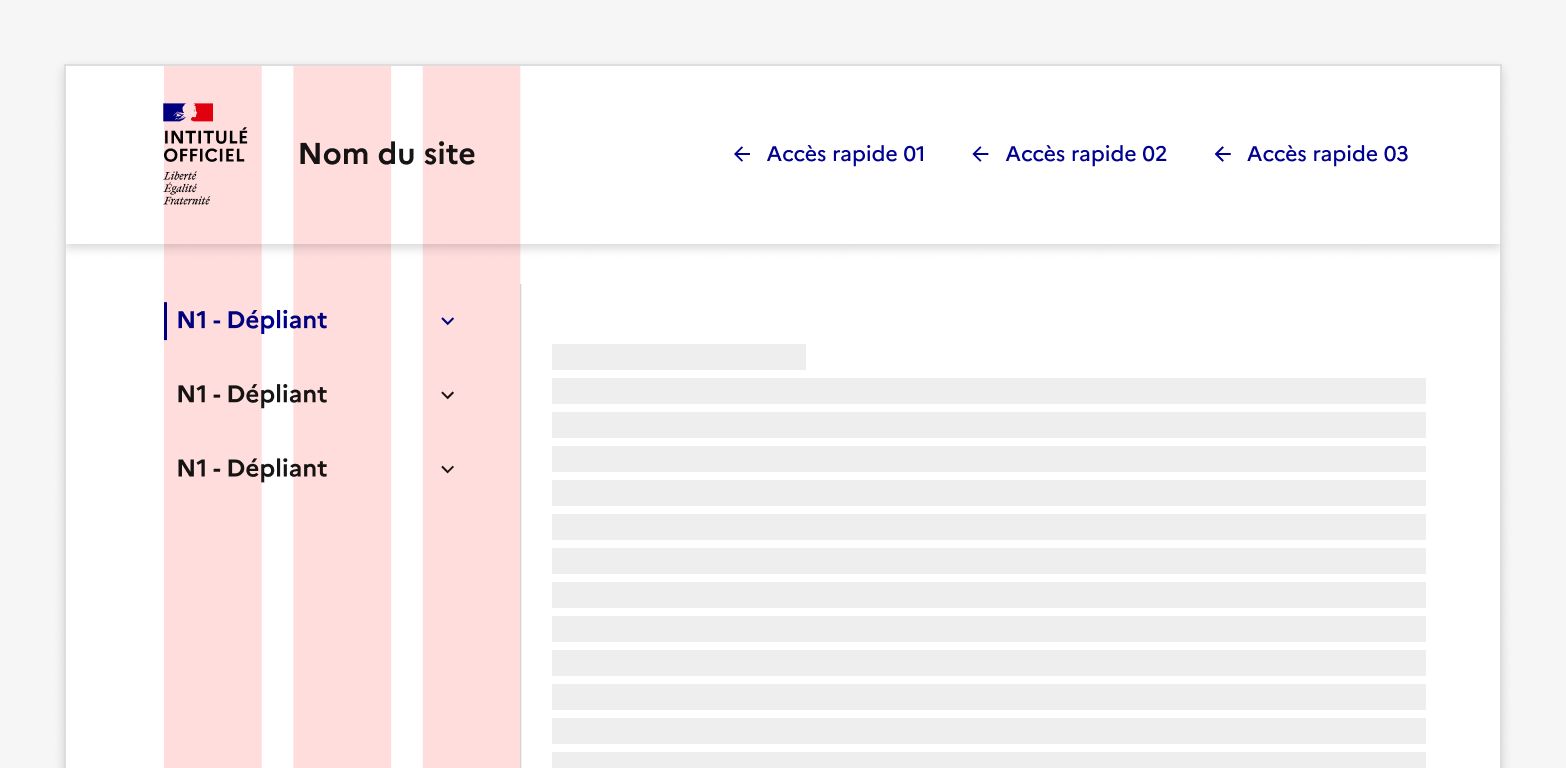 INTITULÉ
OFFICIEL
Liberté
Égalité
Fraternité
Nom du site
Accès rapide 01
Accès rapide 02
Accès rapide 03
N1 - Dépliant
N1 - Dépliant
N1 - Dépliant